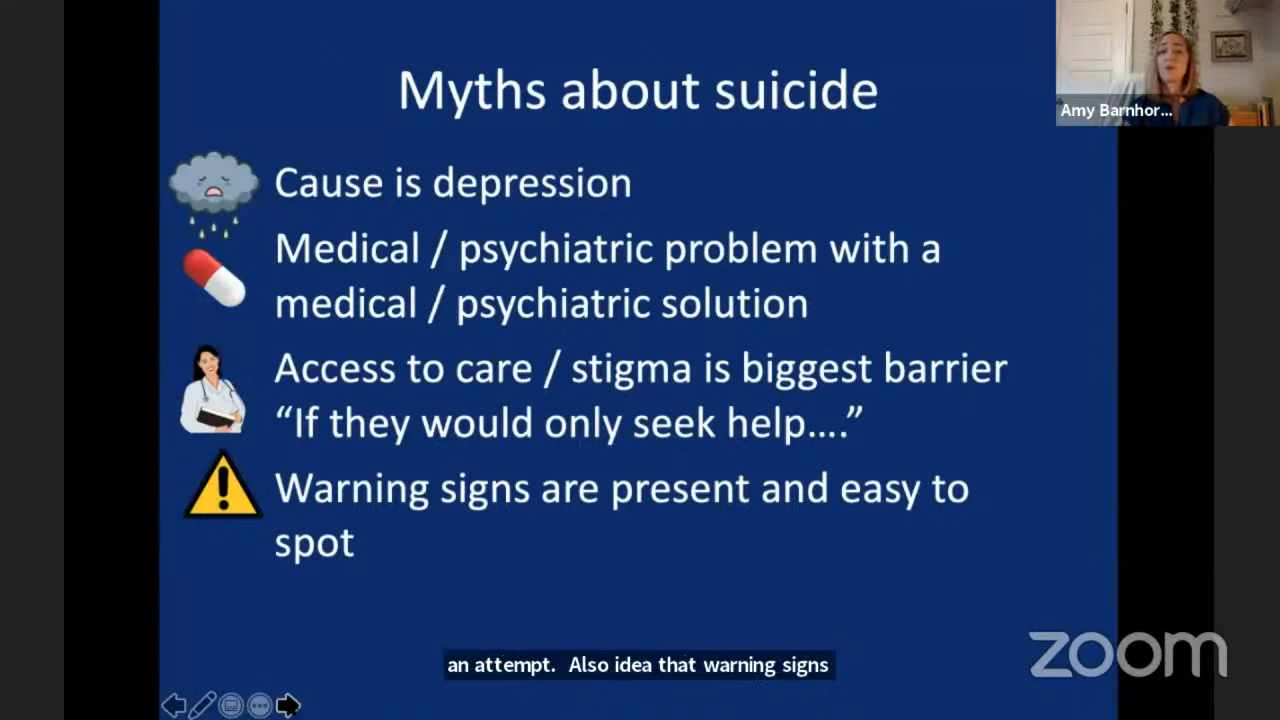 Myths about suicide
Amy Barnhor...
Cause is depression
Medical / psychiatric problem with a
medical / psychiatric solution
Access to care / stigma is biggest barrier
“If they would only seek help....”
Warning signs are present and easy to
spot
an attempt.  Also idea that warning signs
zoom